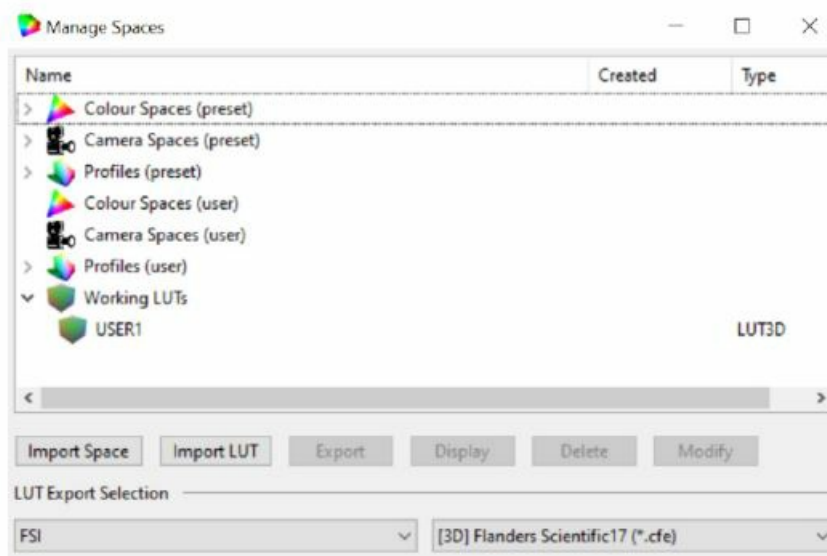 Manage Spaces
Name Created Type
Colour Spaces (preset)
Camera Spaces (preset)
Profiles (preset)
Colour Spaces (user)
Camera Spaces (user)
Profiles (user)
Working LUTs
USER1 LUT3D
Import Space Import LUT Export Display Delete Modify
LUT Export Selection
FSI [3D] Flanders Scientific17 (*.cfe)